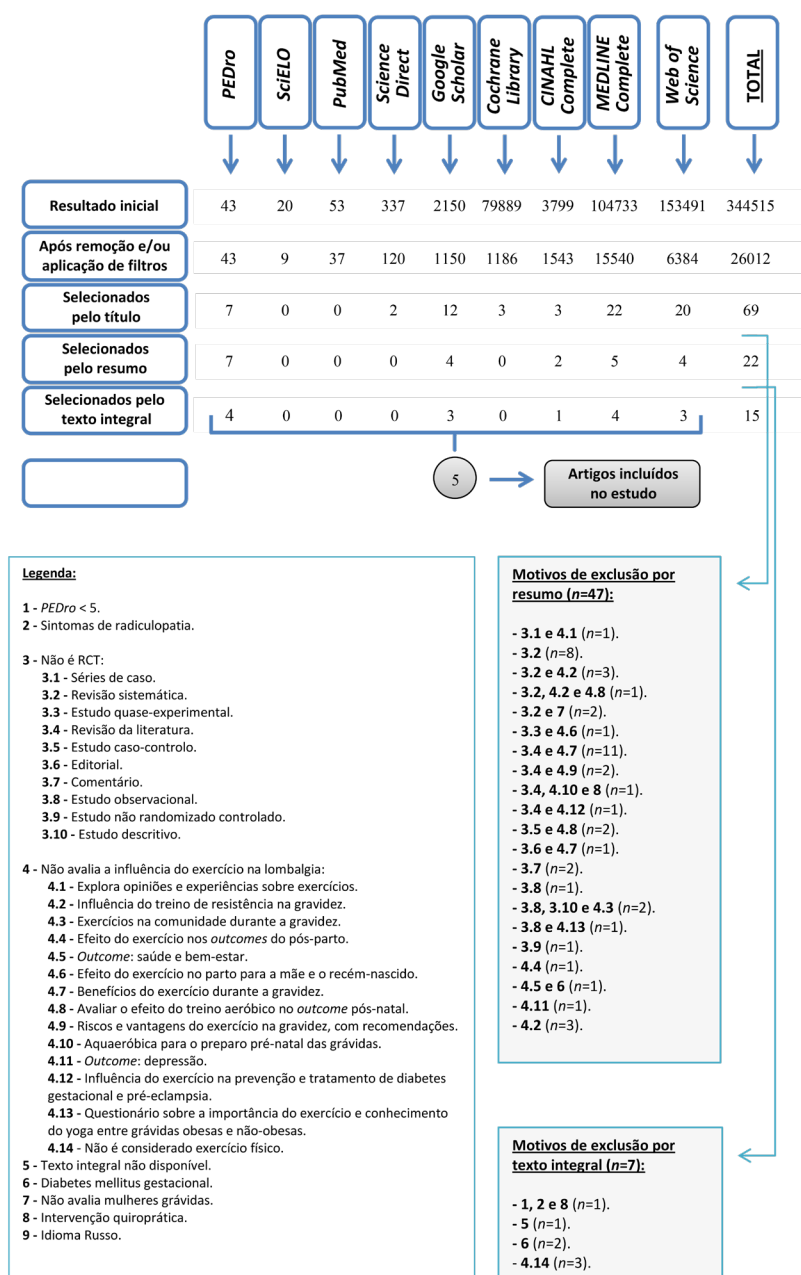 PEDro
SciELO
PubMed
Science
Direct
Google
Scholar
Cochrane
Library
CINAHL
Complete
MEDLINE
Complete
Web of
Science
TOTAL
Resultado inicial
43 20 53 337 2150 79889 3799 104733 153491 344515
Após remoção e/ou
aplicação de filtros
43 9 37 120 1150 1186 1543 15540 6384 26012
Selecionados
pelo título
7 0 0 2 12 3 3 22 20 69
Selecionados
pelo resumo
7 0 0 0 4 0 2 5 4 22
Selecionados pelo
texto integral
4 0 0 0 3 0 1 4 3 15
5
Artigos incluídos
no estudo
Legenda:
1 - PEDro < 5.
2 - Sintomas de radiculopatia.
3 - Não é RCT:
3.1 - Séries de caso.
3.2 - Revisão sistemática.
3.3 - Estudo quase-experimental.
3.4 - Revisão da literatura.
3.5 - Estudo caso-controlo.
3.6 - Editorial.
3.7 - Comentário.
3.8 - Estudo observacional.
3.9 - Estudo não randomizado controlado.
3.10 - Estudo descritivo.
4 - Não avalia a influência do exercício na lombalgia:
4.1 - Explora opiniões e experiências sobre exercícios.
4.2 - Influência do treino de resistência na gravidez.
4.3 - Exercícios na comunidade durante a gravidez.
4.4 - Efeito do exercício nos outcomes do pós-parto.
4.5 - Outcome: saúde e bem-estar.
4.6 - Efeito do exercício no parto para a mãe e o recém-nascido.
4.7 - Benefícios do exercício durante a gravidez.
4.8 - Avaliar o efeito do treino aeróbico no outcome pós-natal.
4.9 - Riscos e vantagens do exercício na gravidez, com recomendações.
4.10 - Aquaeróbica para o preparo pré-natal das grávidas.
4.11 - Outcome: depressão.
4.12 - Influência do exercício na prevenção e tratamento de diabetes
gestacional e pré-eclampsia.
4.13 - Questionário sobre a importância do exercício e conhecimento
do yoga entre grávidas obesas e não-obesas.
4.14 - Não é considerado exercício físico.
5 - Texto integral não disponível.
6 - Diabetes mellitus gestacional.
7 - Não avalia mulheres grávidas.
8 - Intervenção quiroprática.
9 - Idioma Russo.
Motivos de exclusão por
resumo (n=47):
- 3.1 e 4.1 (n=1).
- 3.2 (n=8).
- 3.2 e 4.2 (n=3).
- 3.2, 4.2 e 4.8 (n=1).
- 3.2 e 7 (n=2).
- 3.3 e 4.6 (n=1).
- 3.4 e 4.7 (n=11).
- 3.4 e 4.9 (n=2).
- 3.4, 4.10 e 8 (n=1).
- 3.4 e 4.12 (n=1).
- 3.5 e 4.8 (n=2).
- 3.6 e 4.7 (n=1).
- 3.7 (n=2).
- 3.8 (n=1).
- 3.8, 3.10 e 4.3 (n=2).
- 3.8 e 4.13 (n=1).
- 3.9 (n=1).
- 4.4 (n=1).
- 4.5 e 6 (n=1).
- 4.11 (n=1).
- 4.2 (n=3).
Motivos de exclusão por
texto integral (n=7):
- 1, 2 e 8 (n=1).
- 5 (n=1).
- 6 (n=2).
- 4.14 (n=3).